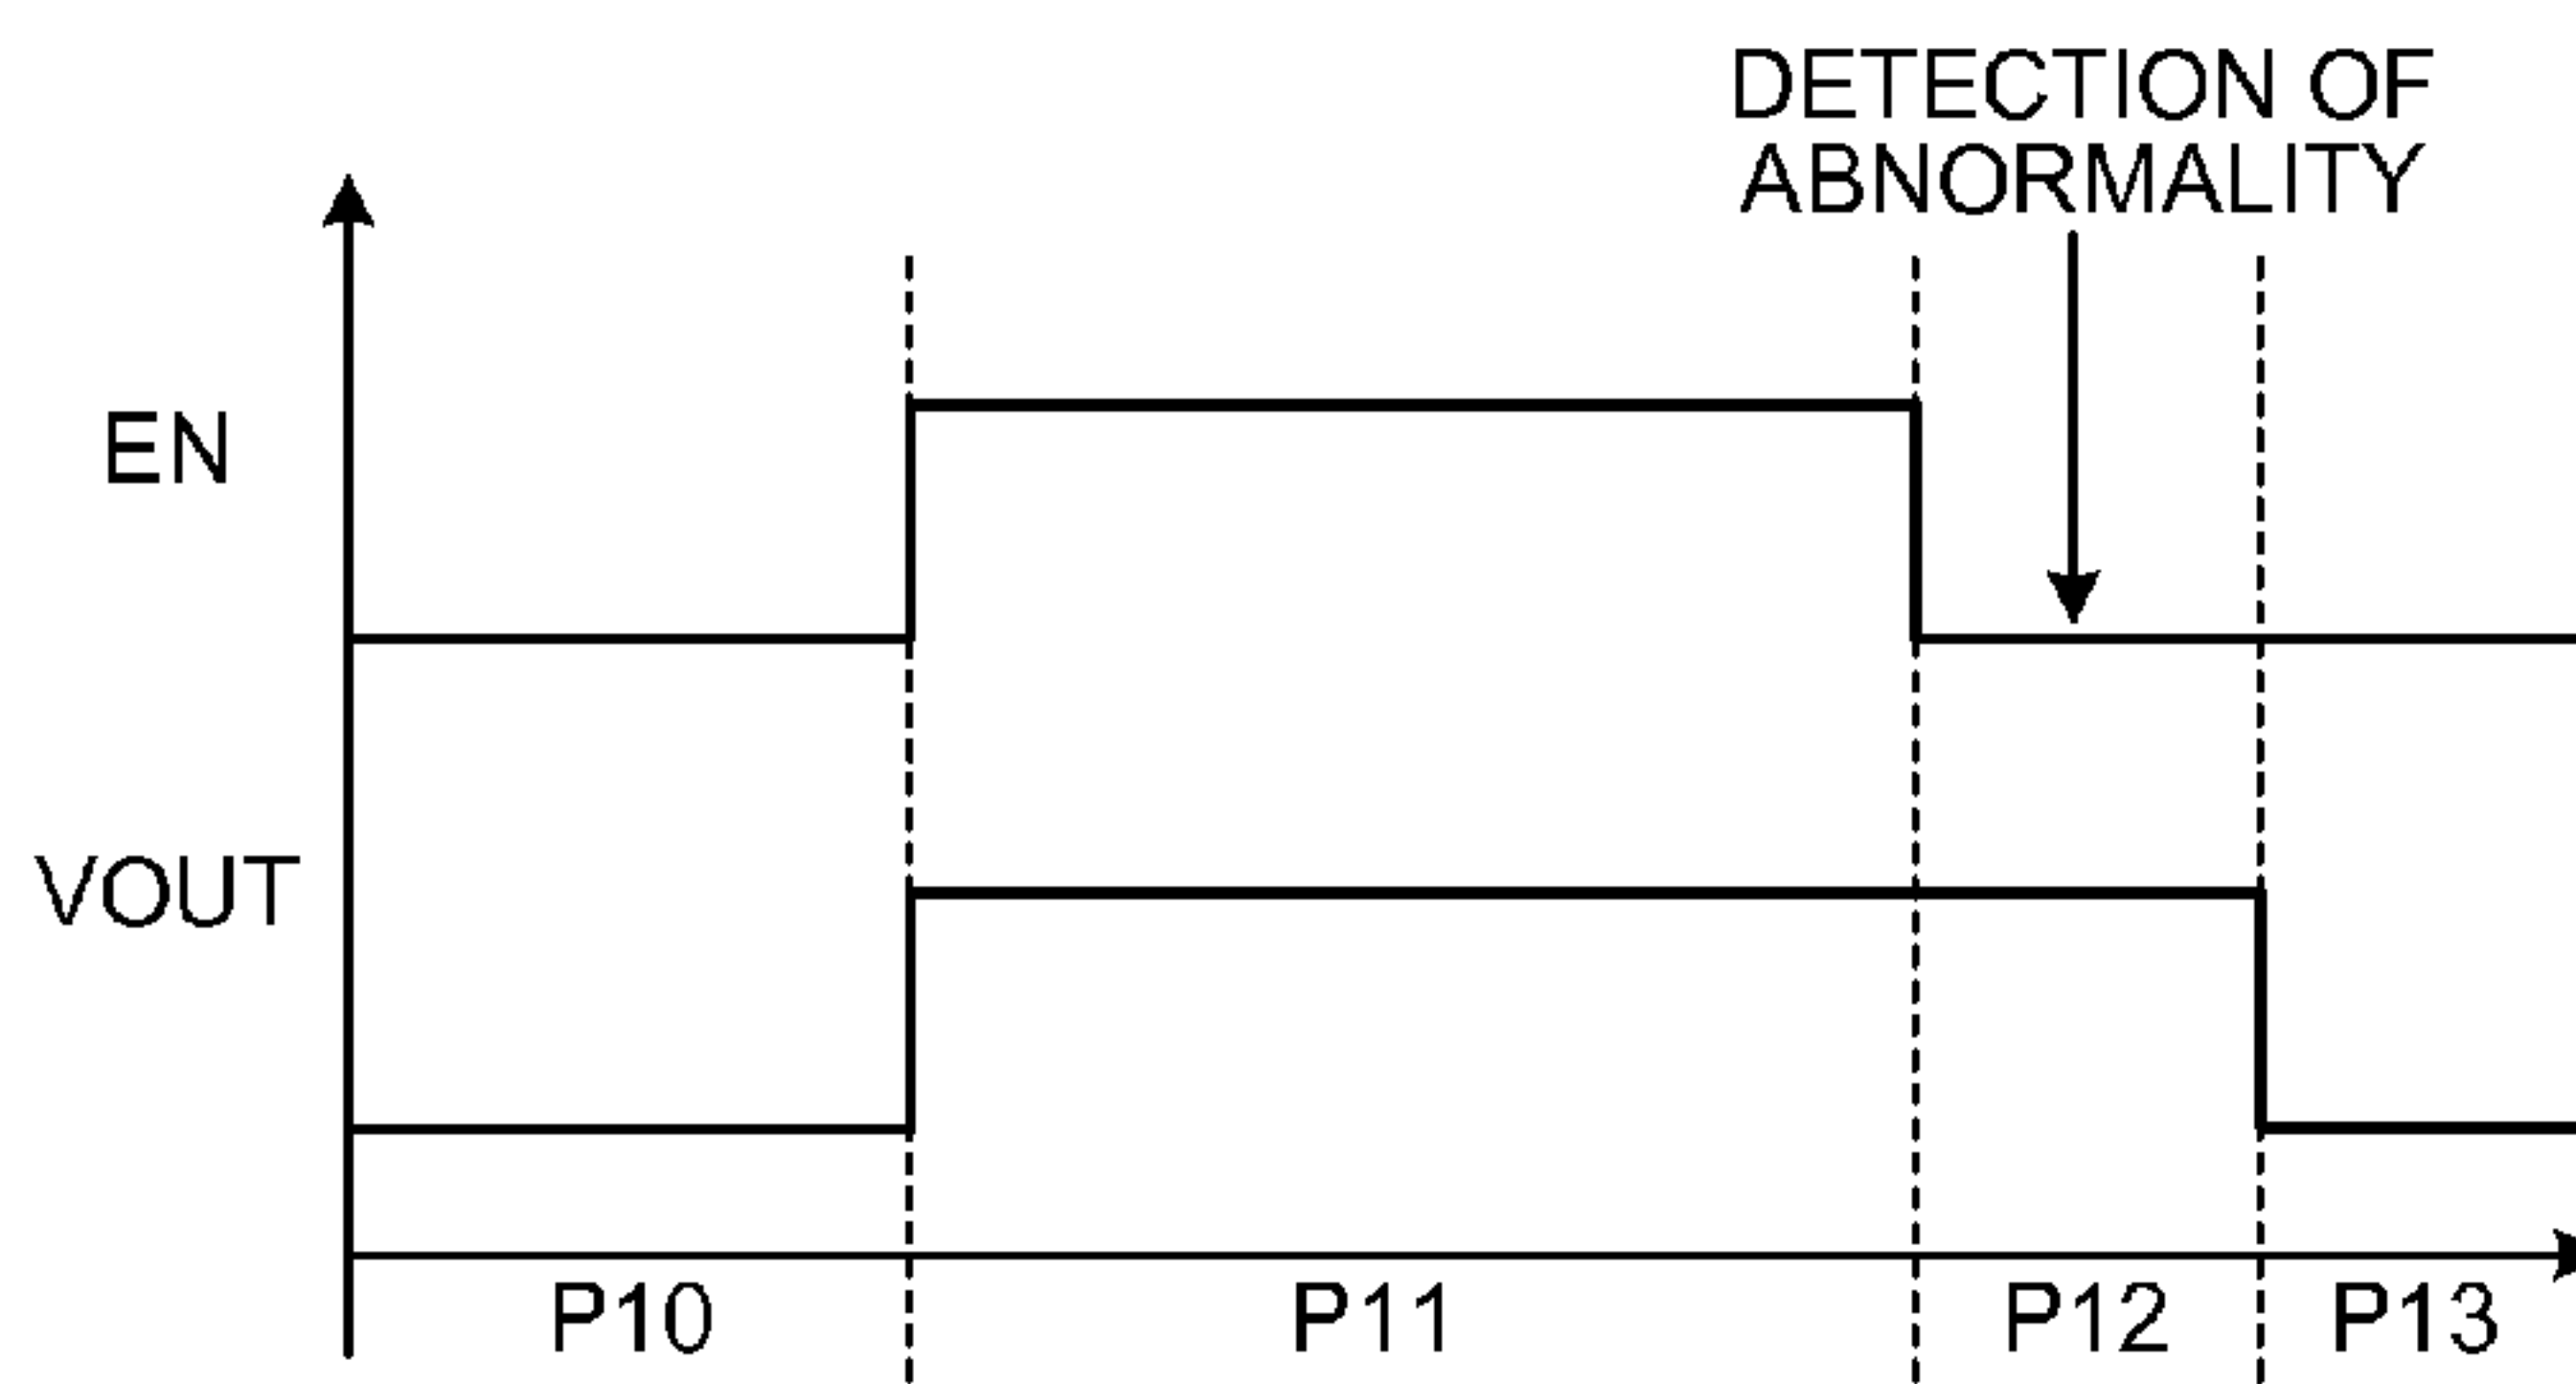 DETECTION OF
ABNORMALITY
EN
VOUT
P10
P11
P12
P13